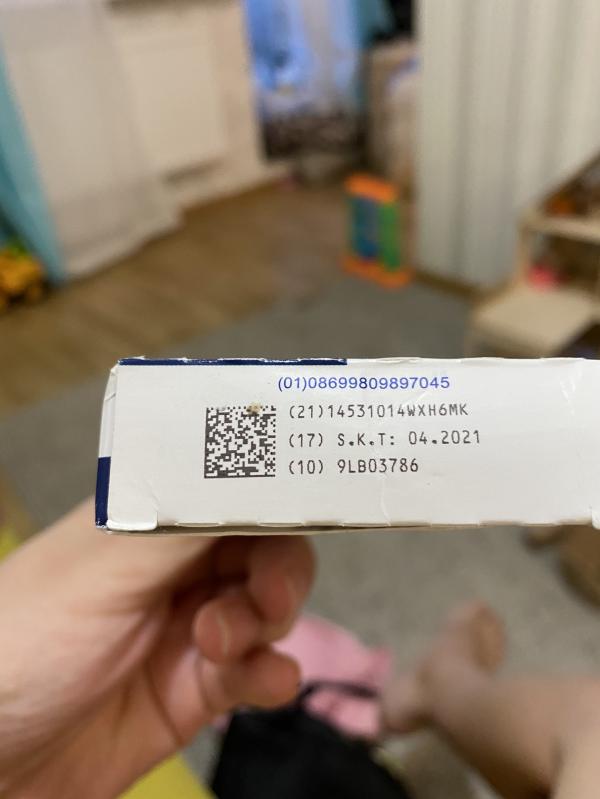 (01)08699809897045
(21)14531014WXH6MK
(17) S.K.T: 04.2021
(10) 9LB03786